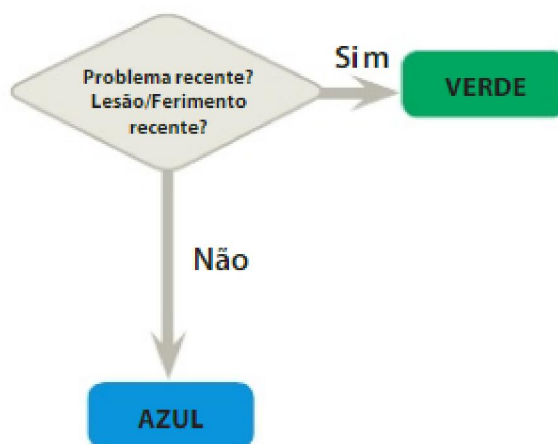 Problema recente?
Lesão/Ferimento
recente?
Sim
VERDE
Não
AZUL